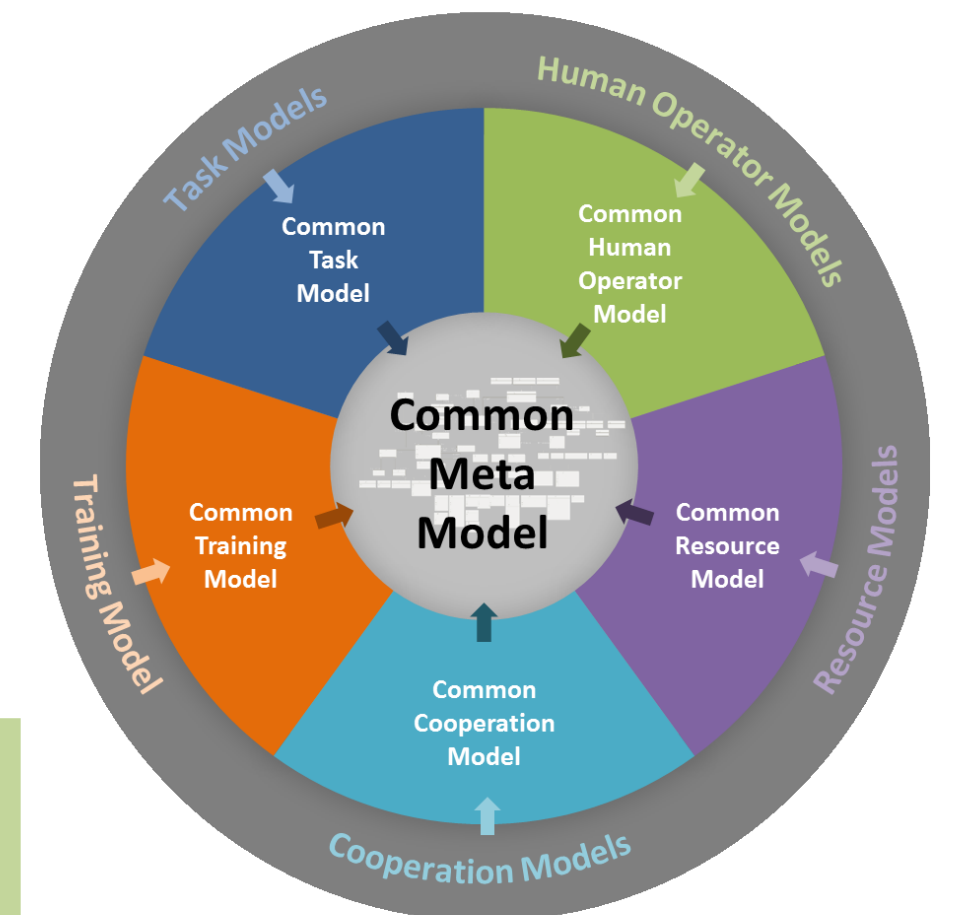 Task Models
Human Operator Models
Common
Task
Model
Common
Human
Operator
Model
Common
Meta
Model
Common
Training
Model
Common
Resource
Model
Training Model
Resource Models
Common
Cooperation
Model
Cooperation Models